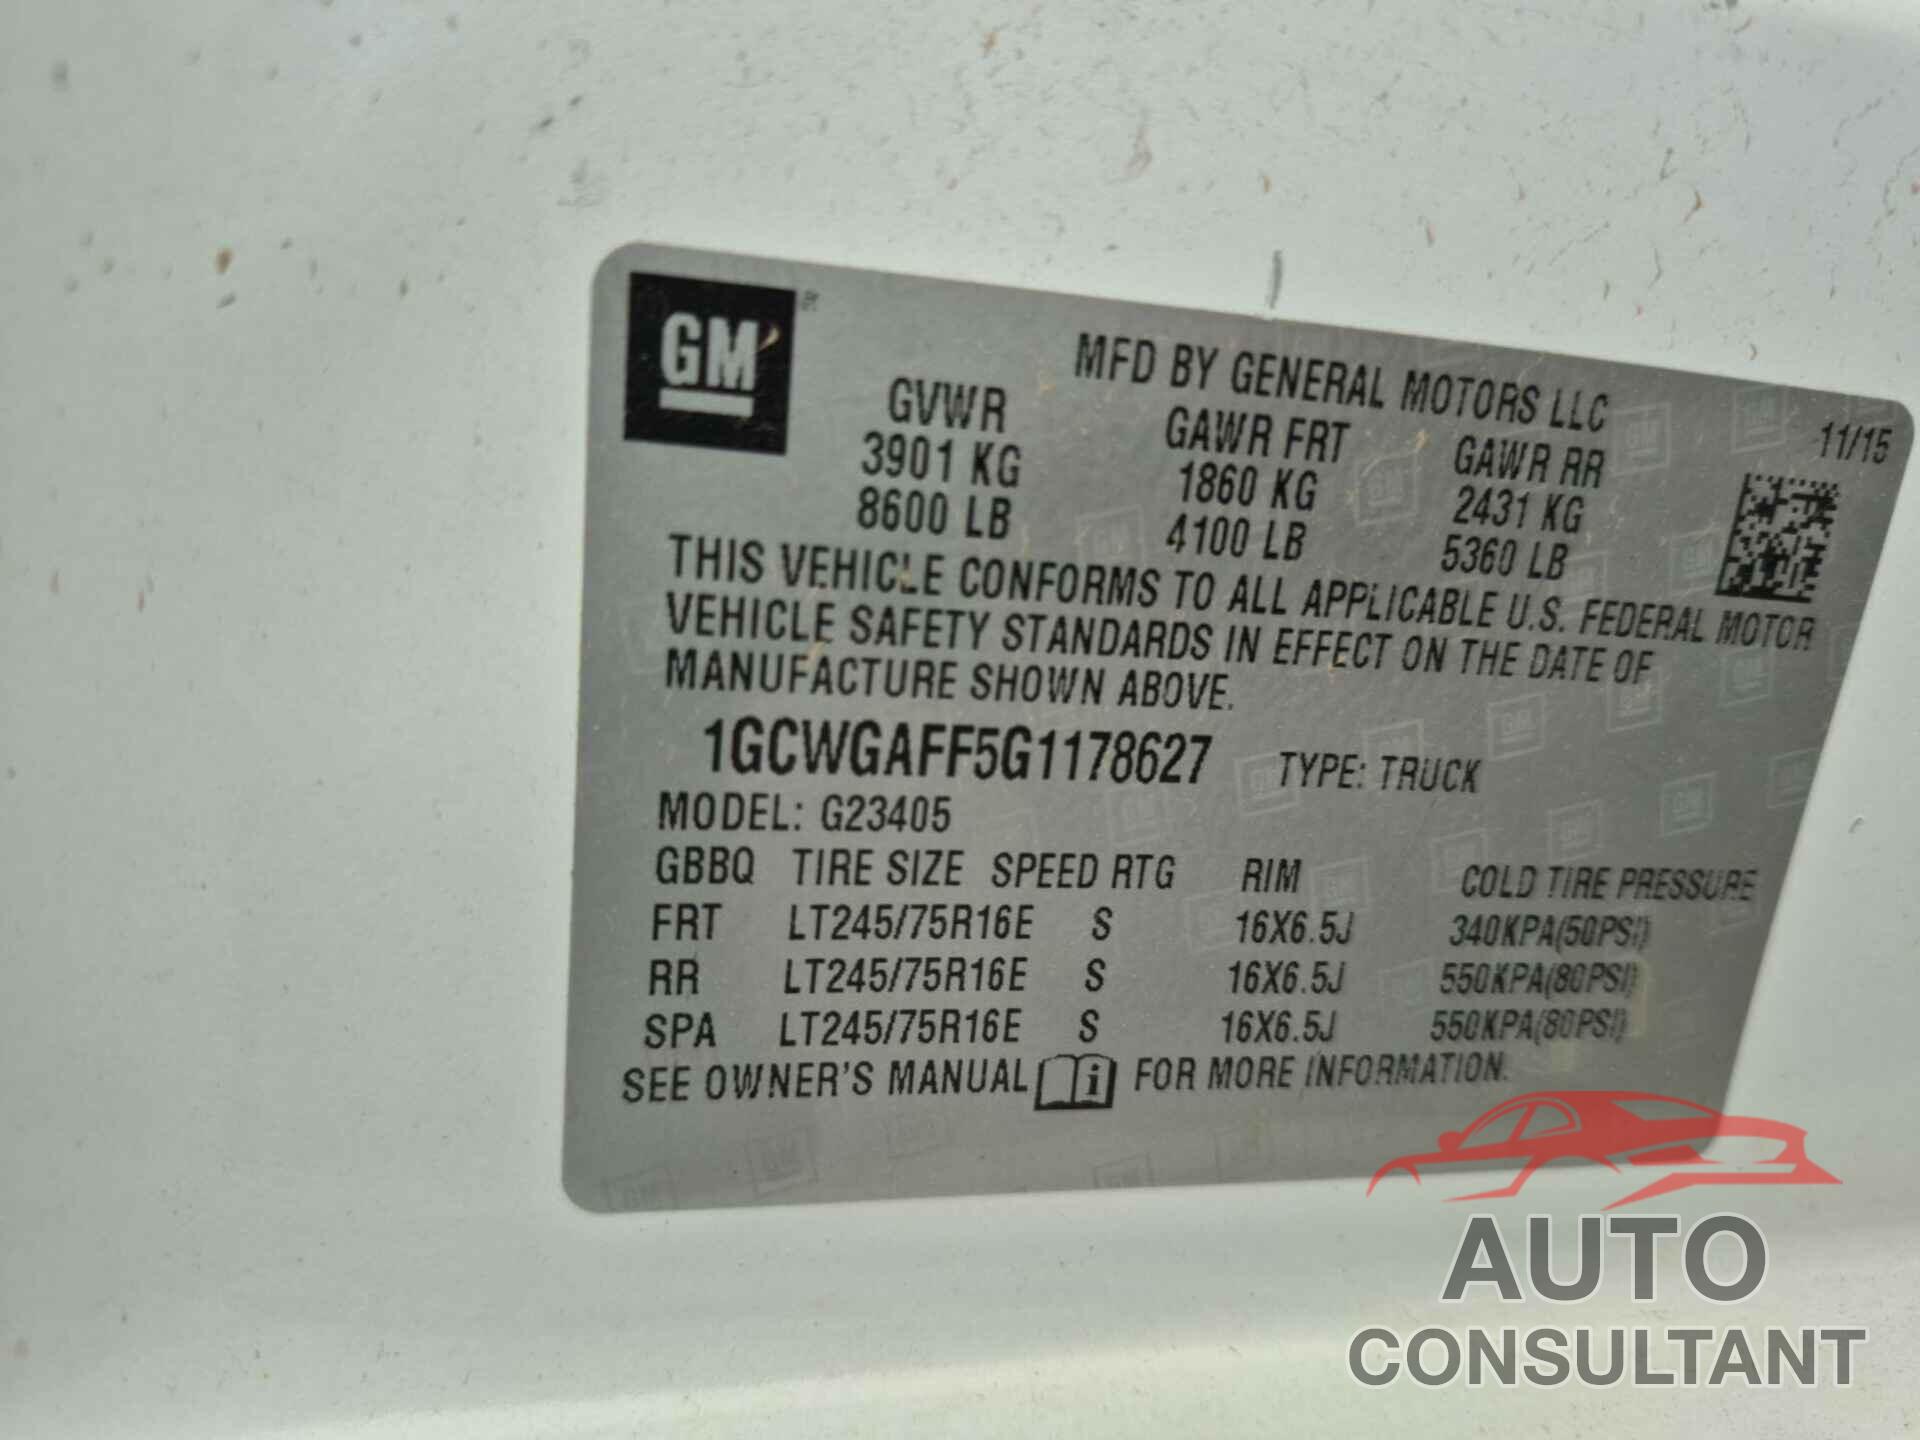 GM
MFD BY GENERAL MOTORS LLC
11/15
GVWR GAWR FRT GAWR RR
3901 KG 1860 KG 2431 KG
8600 LB 4100 LB 5360 LB
THIS VEHICLE CONFORMS TO ALL APPLICABLE U.S. FEDERAL MOTOR
VEHICLE SAFETY STANDARDS IN EFFECT ON THE DATE OF
MANUFACTURE SHOWN ABOVE.
1GCWGAFF5G1178627 TYPE: TRUCK
MODEL: G23405
GBBQ TIRE SIZE SPEED RTG RIM COLD TIRE PRESSURE
FRT LT245/75R16E S 16X6.5J 340KPA(50PSI)
RR LT245/75R16E S 16X6.5J 550KPA(80PSI)
SPA LT245/75R16E S 16X6.5J 550KPA(80PSI)
SEE OWNER'S MANUAL i FOR MORE INFORMATION.
AUTO
CONSULTANT